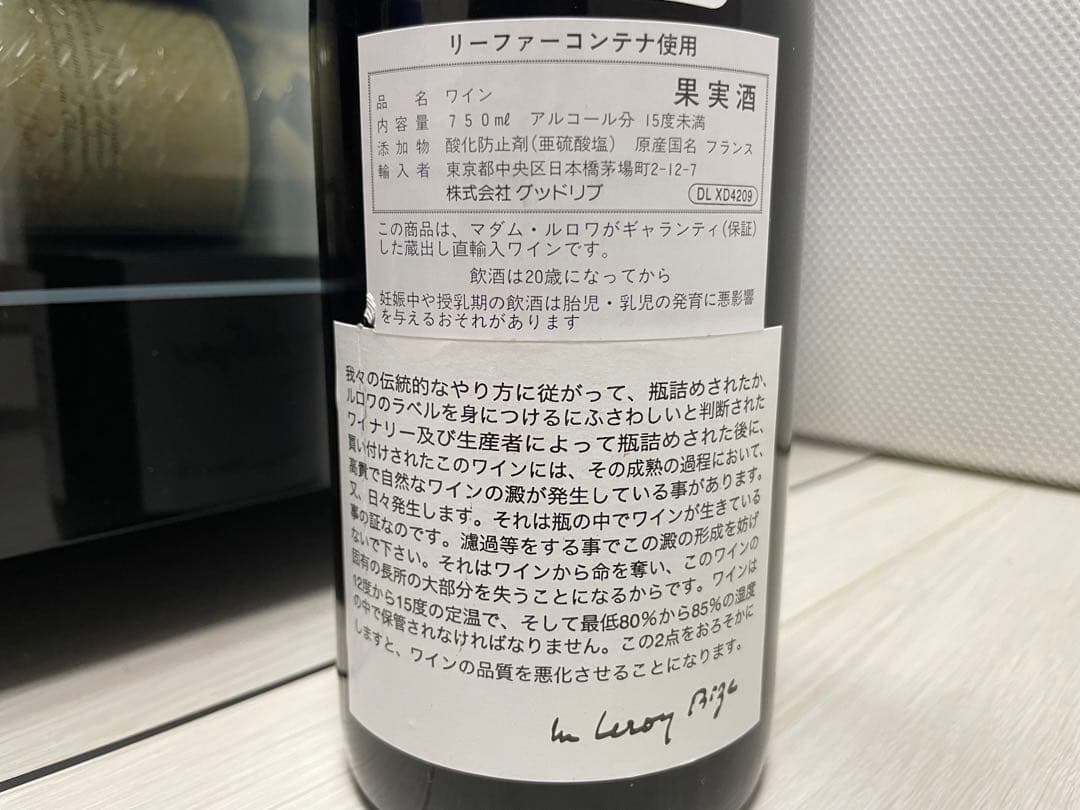 リーファーコンテナ使用
果実酒
品名 ワイン
内容量 750mℓ アルコール分 15度未満
添加物 酸化防止剤(亜硫酸塩) 原産国名 フランス
輸入者 東京都中央区日本橋茅場町2-12-7
株式会社 グッドリブ DL XD4209
この商品は、マダム・ルロワがギャランティ(保証)
した蔵出し直輸入ワインです。
飲酒は20歳になってから
妊娠中や授乳期の飲酒は胎児・乳児の発育に悪影響
を与えるおそれがあります
我々の伝統的なやり方に従がって、瓶詰めされたか、
ルロワのラベルを身につけるにふさわしいと判断された
ワイナリー及び生産者によって瓶詰めされた後に、
買い付けされたこのワインには、その成熟の過程において、
高貴で自然なワインの澱が発生している事があります。
又、日々発生します。それは瓶の中でワインが生きている
事の証なのです。濾過等をする事でこの澱の形成を妨げ
ないで下さい。それはワインから命を奪い、このワインの
固有の長所の大部分を失うことになるからです。ワインは
12度から15度の定温で、そして最低80%から85%の湿度
の中で保管されなければなりません。この2点をおろそかに
しますと、ワインの品質を悪化させることになります。
Leroy Bize